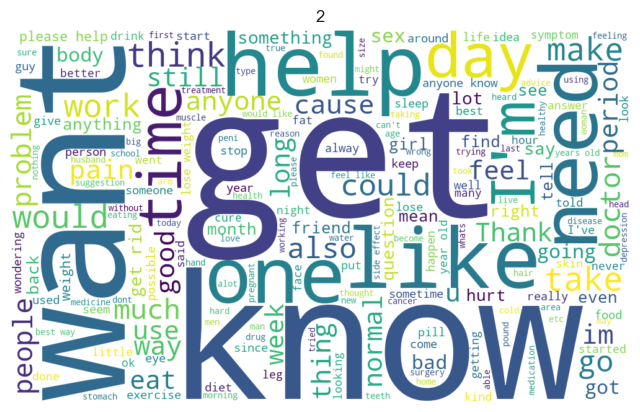 2
please help
drink
first
start
something
sex
around
life
idea
symptom
guy
body
better
think
still
help
true
found
might
size
women
try
day
feeling
make
sure
type
using
give
work
anyone
treatment
would like
cause
sleep
taking
anyone know
heard
see
advice
healthy
answer
period
look
want
time
get
I'm
need
problem
anything
big
muscle
peni
reason
fat
lot
best
can't
age
woman
nothing
husband
school
lose weight
stop
alway
girl
find
hour
say
years old
mom
pain
are
went
please
wrong
trying
last
suggestion
person
today
someone
long
could
feel
keep
well
many
tell
told
doctor
head
without
eating
year
health
feel like
took
live
disease
depression
wondering
would
good
cure
night
lose
mean
right
whats
I've
back
Weight
get rid
possible
said
month
love
working
friend
water
side effect
become
question
happen
year old
Thank
going
skin
never
hair
people
used
medicine
dont
hand
pregnant
face
also
put
thought
new
cancer
sometime
u
hurt
really
take
even
seem
much
one
like
alot
hard
men
man
tried
pill
come
cold
pound
area
etc
food
day
best way
little
use
im
way
know
drug
since
week
thing
looking
normal
bad
getting
started
done
ok
eye
diet
leg
surgery
home
kind
able
medication
go
got
stomach
eat
exercise
morning
teeth